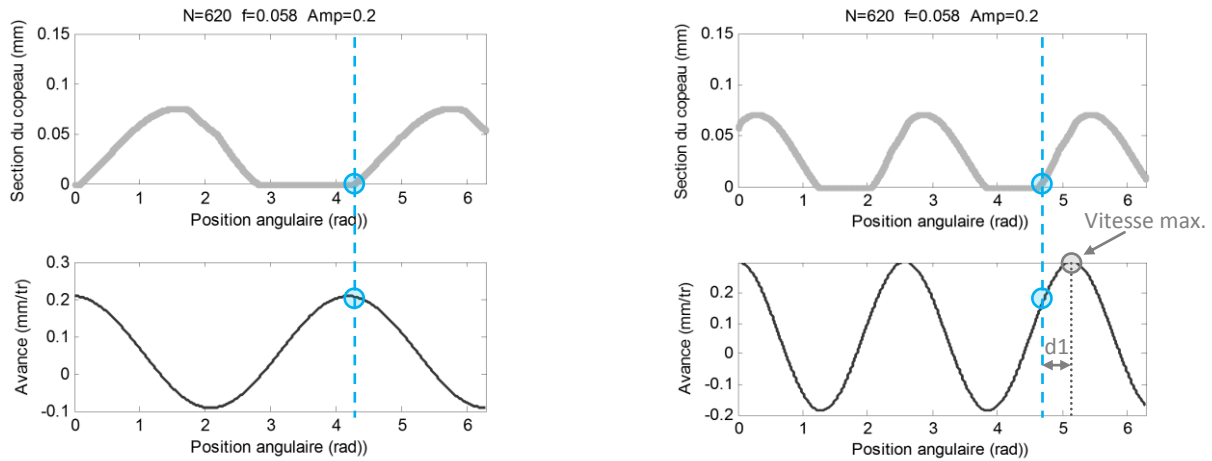 N=620 f=0.058 Amp=0.2
Section du copeau (mm)
0.15
0.1
0.05
0
0 1 2 3 4 5 6
Position angulaire (rad))
Avance (mm/tr)
0.3
0.2
0.1
0
-0.1
0 1 2 3 4 5 6
Position angulaire (rad))
N=620 f=0.058 Amp=0.2
Section du copeau (mm)
0.15
0.1
0.05
0
0 1 2 3 4 5 6
Position angulaire (rad))
Vitesse max.
Avance (mm/tr)
0.2
0.1
0
-0.1
-0.2
d1
0 1 2 3 4 5 6
Position angulaire (rad))